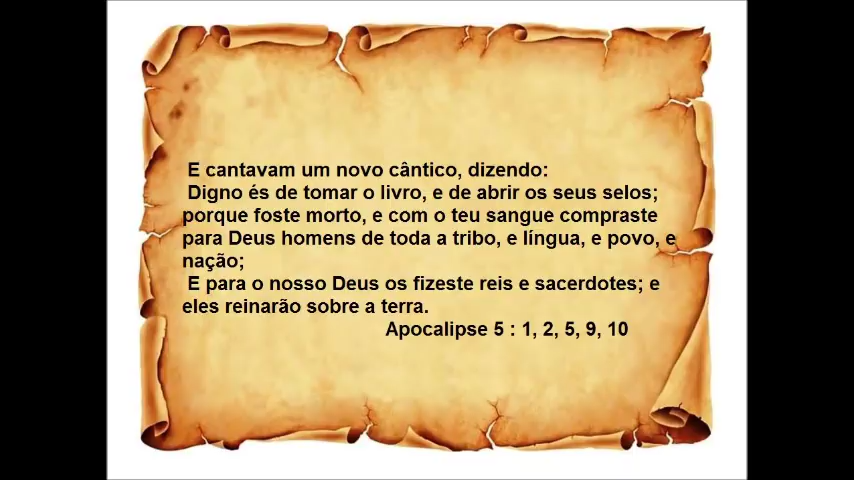 E cantavam um novo cântico, dizendo:
Digno és de tomar o livro, e de abrir os seus selos;
porque foste morto, e com o teu sangue compraste
para Deus homens de toda a tribo, e língua, e povo, e
nação;
E para o nosso Deus os fizeste reis e sacerdotes; e
eles reinarão sobre a terra.
Apocalipse 5 : 1, 2, 5, 9, 10